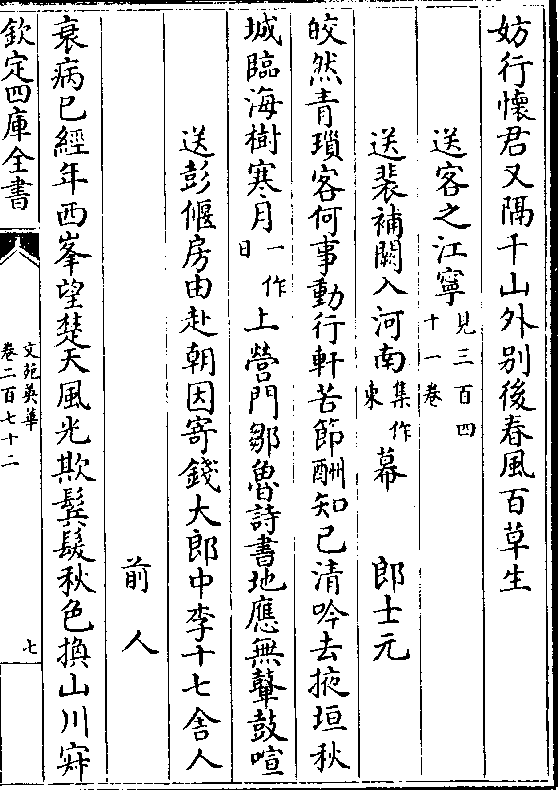 妨行懷君又隔千山外别後春風百草生
送客之江寧見三百四十一卷
送裴補闕入河南集作東幕 郎士元
皎然青瑣客何事動行軒苦節酬知己清吟去掖垣秋
城臨海樹寒月一作日上營門鄒魯詩書地應無鼙鼓喧
送彭偃房由赴朝因寄錢大郎中李十七舍人
前人
衰病已經年西峯望楚天風光欺鬂髮秋色換山川寂
欽定四庫全書
文苑英華
卷二百七十二
七